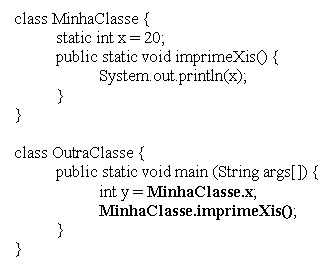 class MinhaClasse {
static int x = 20;
public static void imprimeXis() {
System.out.println(x);
}
}
class OutraClasse {
public static void main (String args[]) {
int y = MinhaClasse.x;
MinhaClasse.imprimeXis();
}
}